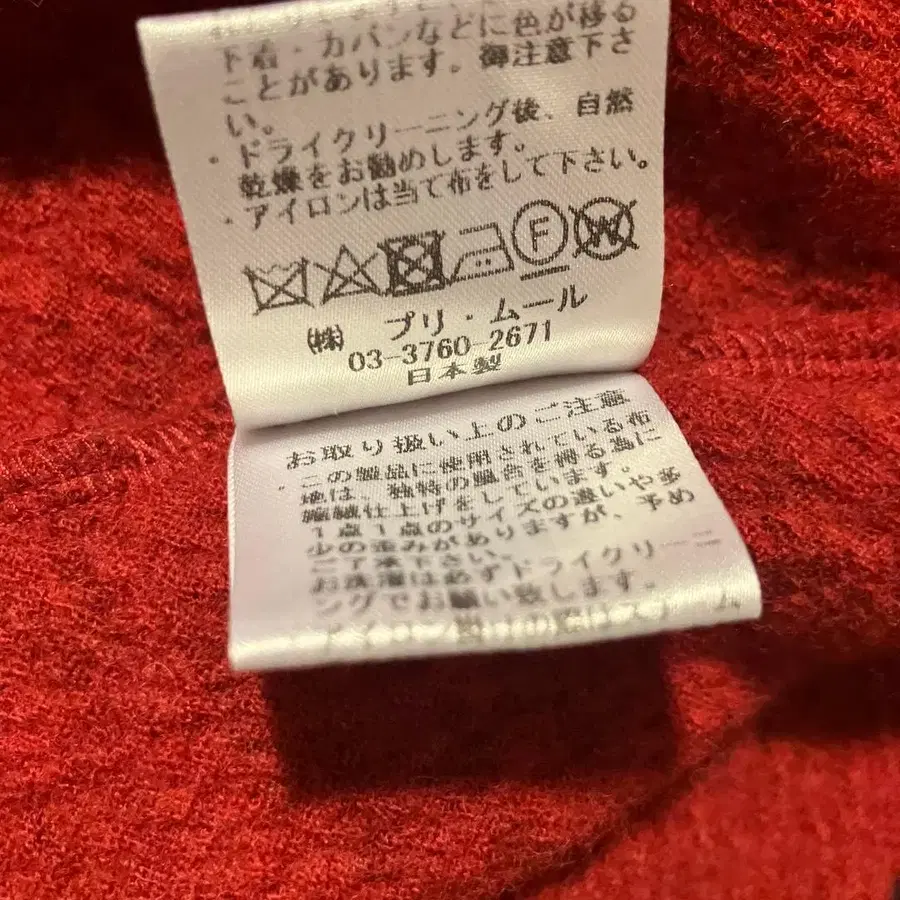 下着・カバンなどに色が移る
ことがあります。御注意下さ
い。
・ドライクリーニング後、自然
乾燥をお勧めします。
・アイロンは当て布をして下さい。
F W
(株) プリ・ムール
03-3760-2671
日本製
お取り扱い上のご注意
・この製品に使用されている布
地は、独特の風合を得る為に
縮絨仕上げをしています。
1点1点のサイズの違いや多
少の歪みがありますが、予め
ご了承下さい。
お洗濯は必ずドライクリーニ
ングでお願い致します。